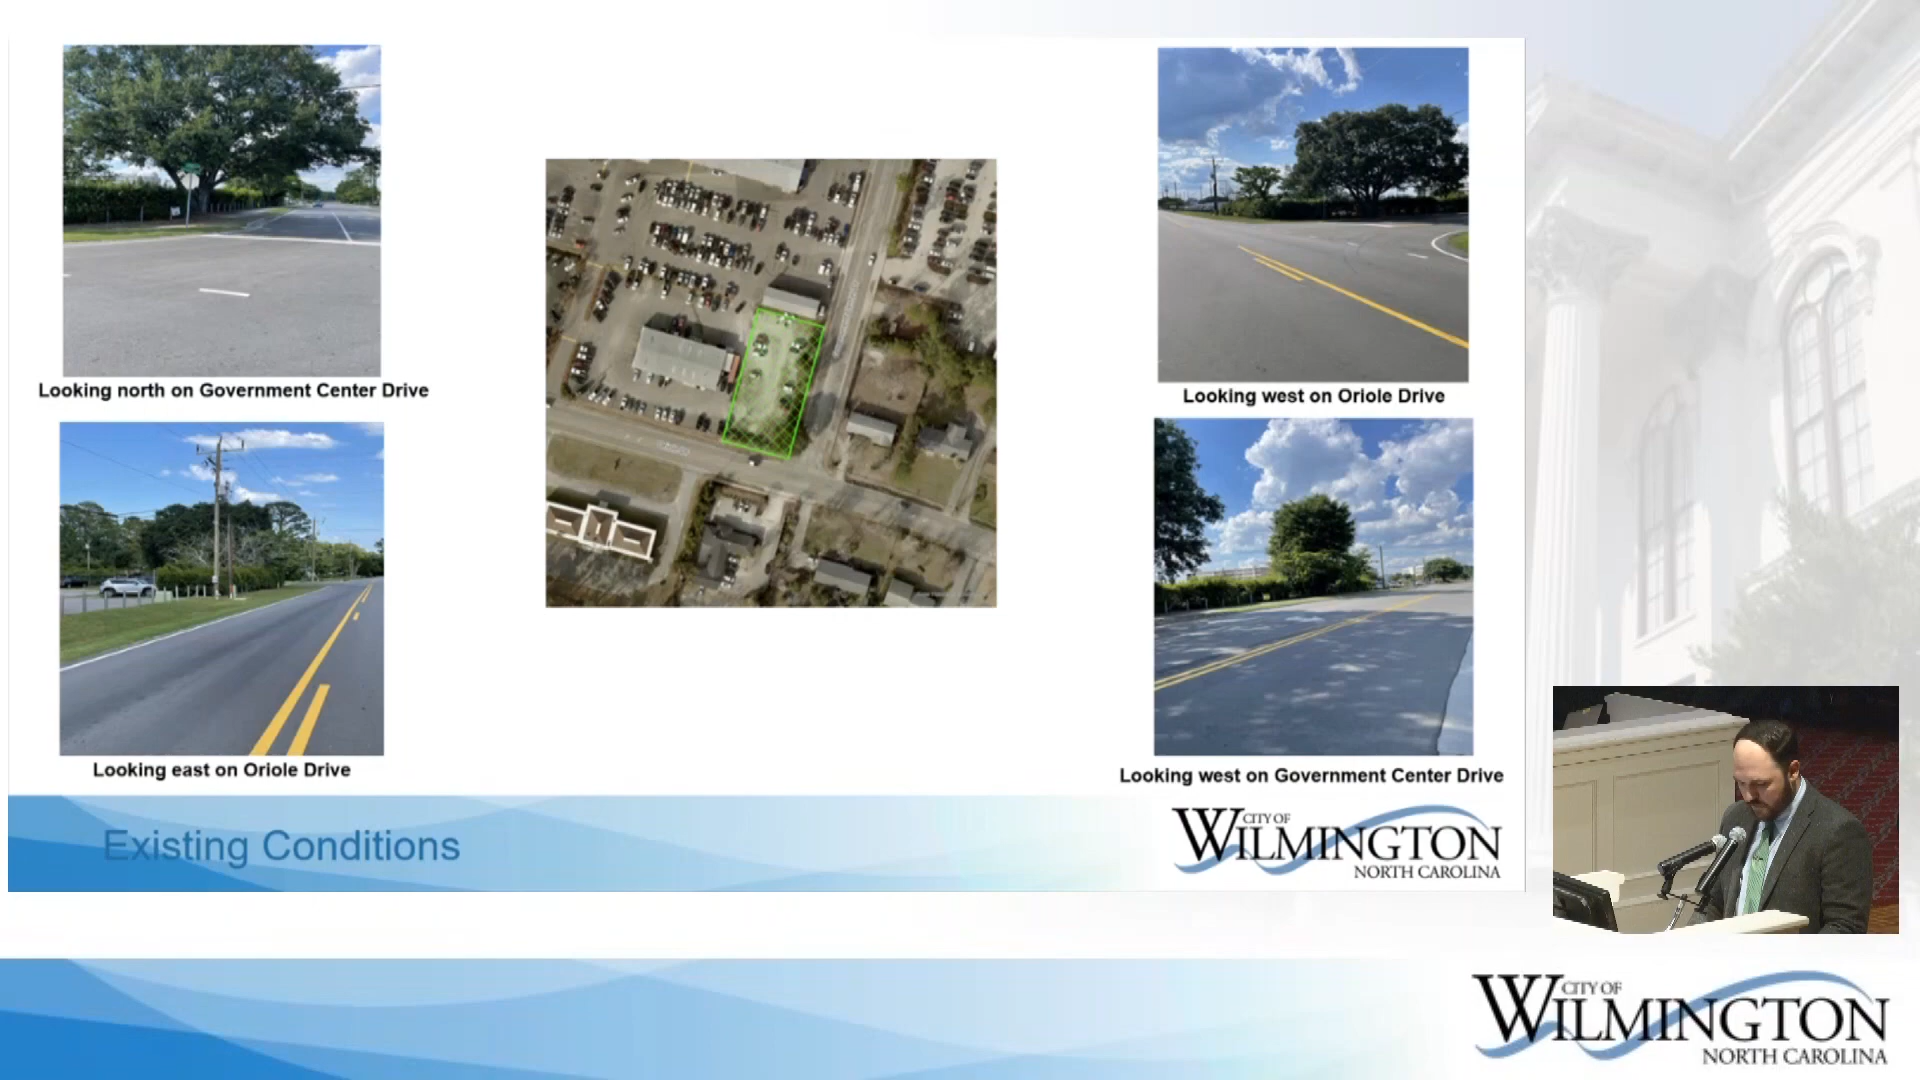 Looking north on Government Center Drive
Looking west on Oriole Drive
Looking east on Oriole Drive
Looking west on Government Center Drive
Existing Conditions
CITY OF
WILMINGTON
NORTH CAROLINA
CITY OF
WILMINGTON
NORTH CAROLINA